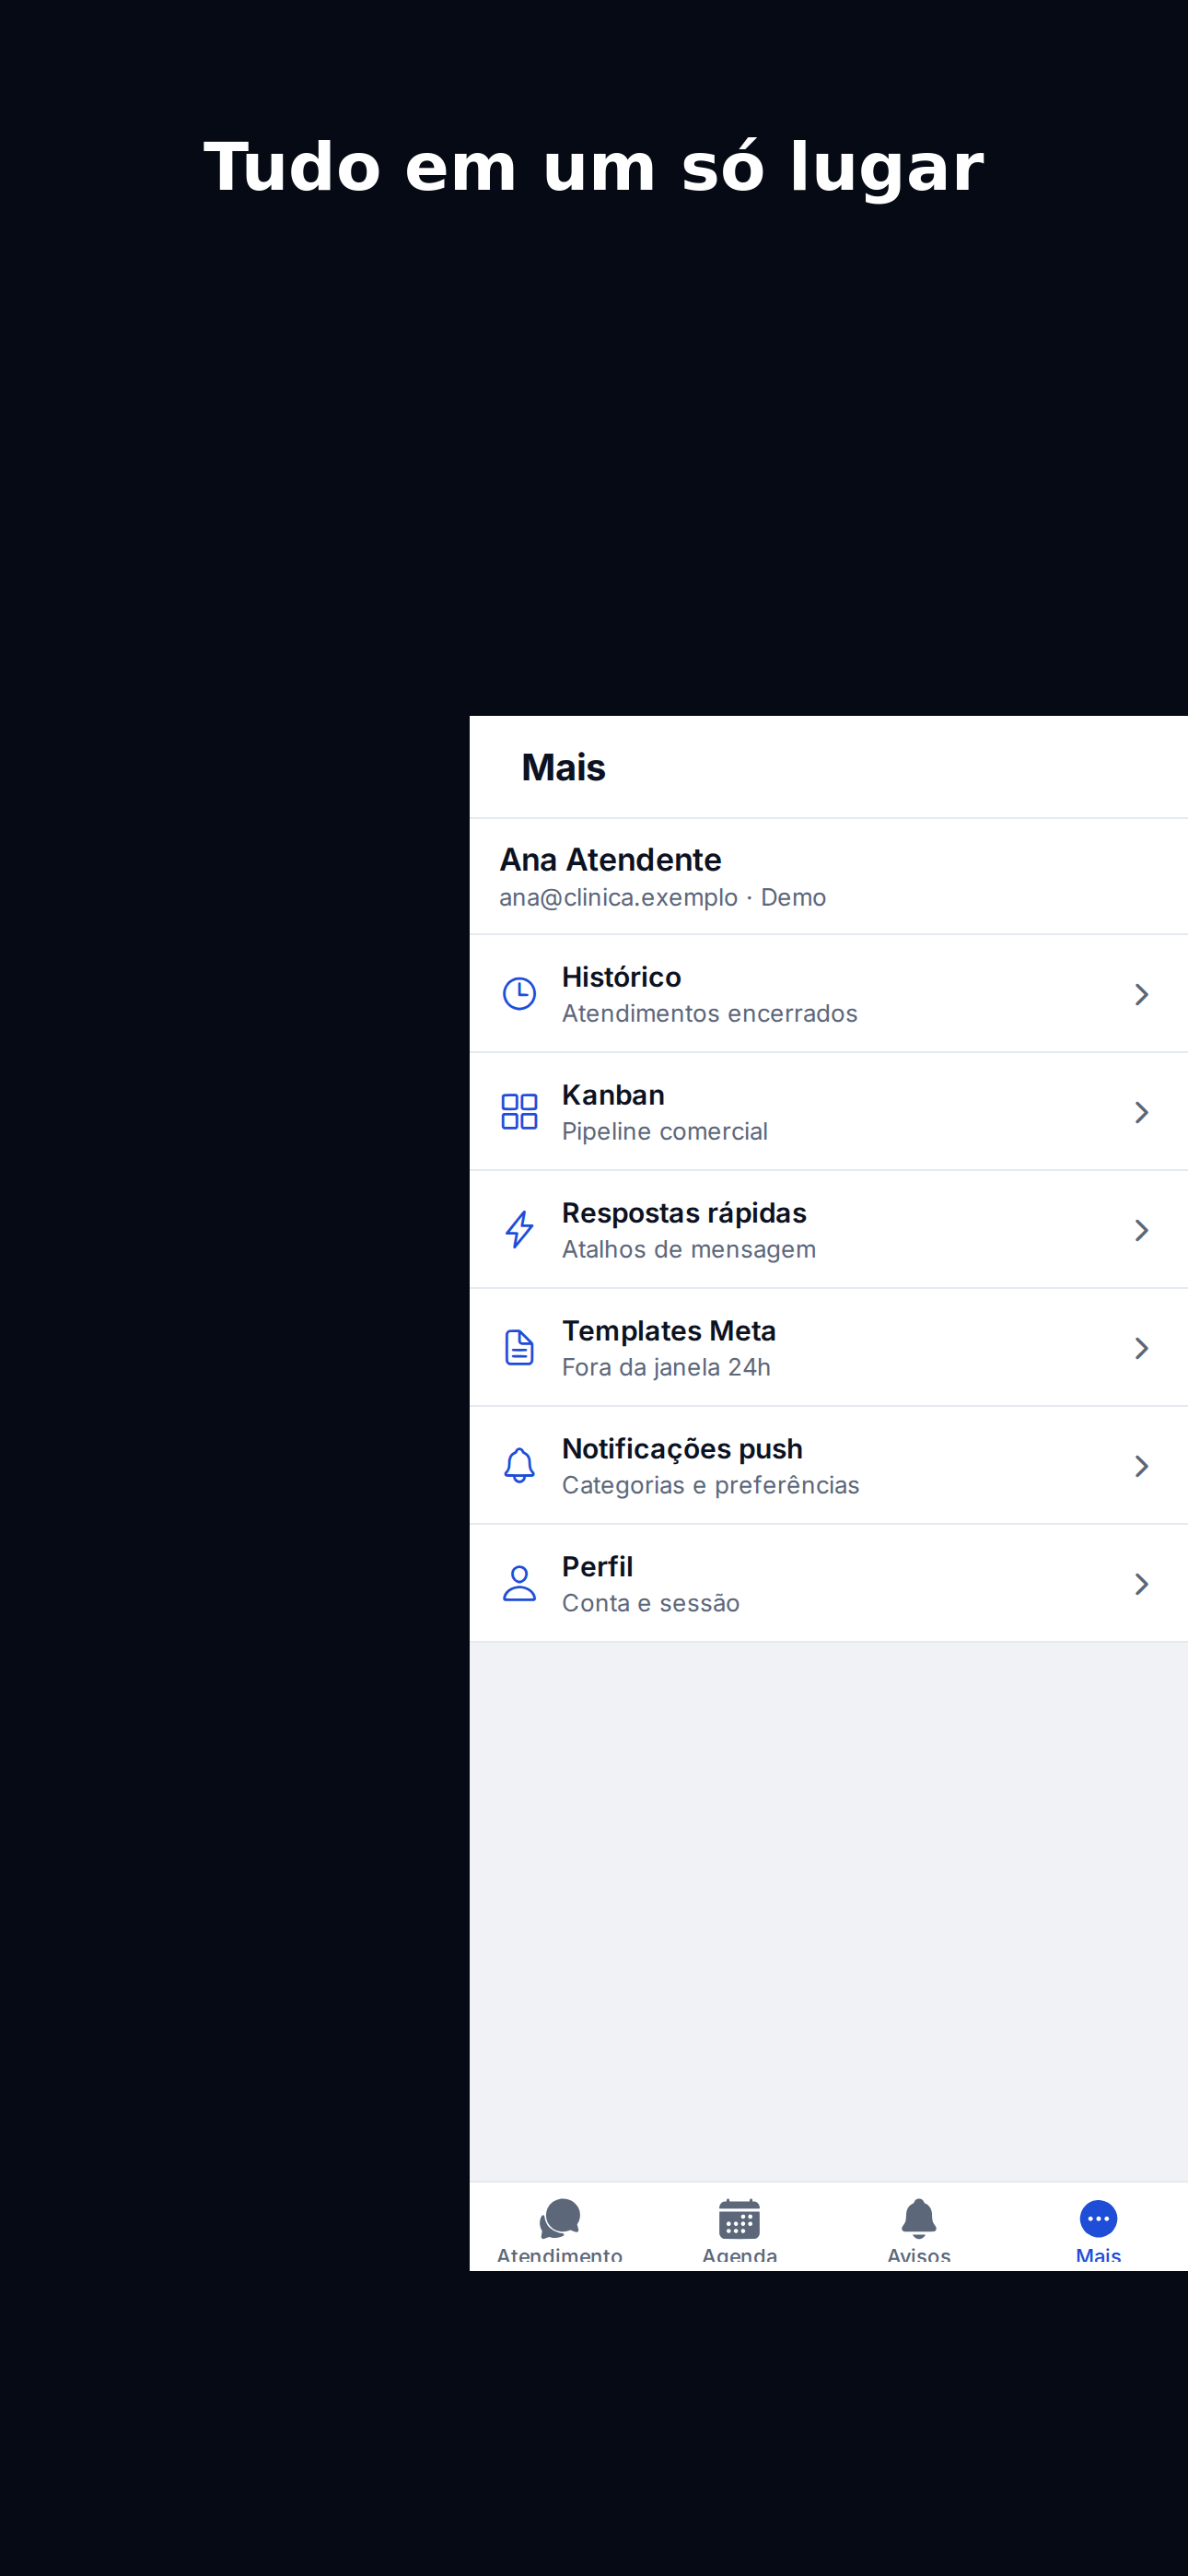 Tudo em um só lugar
Mais
Ana Atendente
ana@clinica.exemplo · Demo
Histórico
Atendimentos encerrados
Kanban
Pipeline comercial
Respostas rápidas
Atalhos de mensagem
Templates Meta
Fora da janela 24h
Notificações push
Categorias e preferências
Perfil
Conta e sessão
Atendimento Agenda Avisos Mais